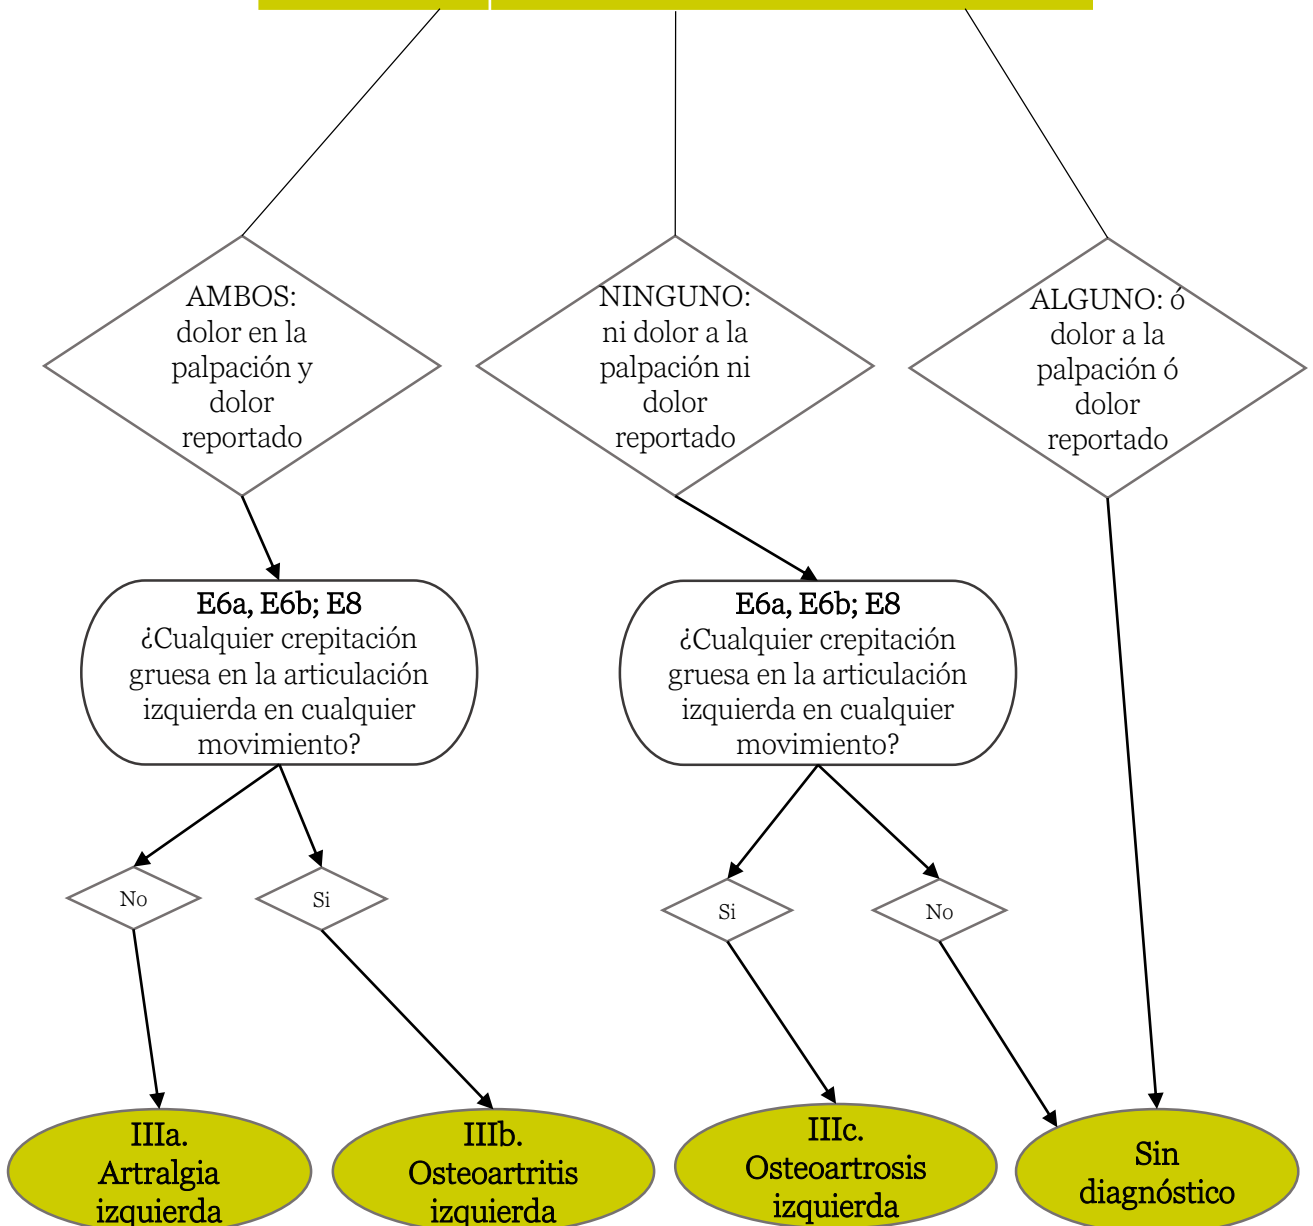 AMBOS:
dolor en la
palpación y
dolor
reportado
NINGUNO:
ni dolor a la
palpación ni
dolor
reportado
ALGUNO: ó
dolor a la
palpación ó
dolor
reportado
E6a, E6b; E8
¿Cualquier crepitación
gruesa en la articulación
izquierda en cualquier
movimiento?
E6a, E6b; E8
¿Cualquier crepitación
gruesa en la articulación
izquierda en cualquier
movimiento?
No
Si
Si
No
IIIa.
Artralgia
izquierda
IIIb.
Osteoartritis
izquierda
IIIc.
Osteoartrosis
izquierda
Sin
diagnóstico